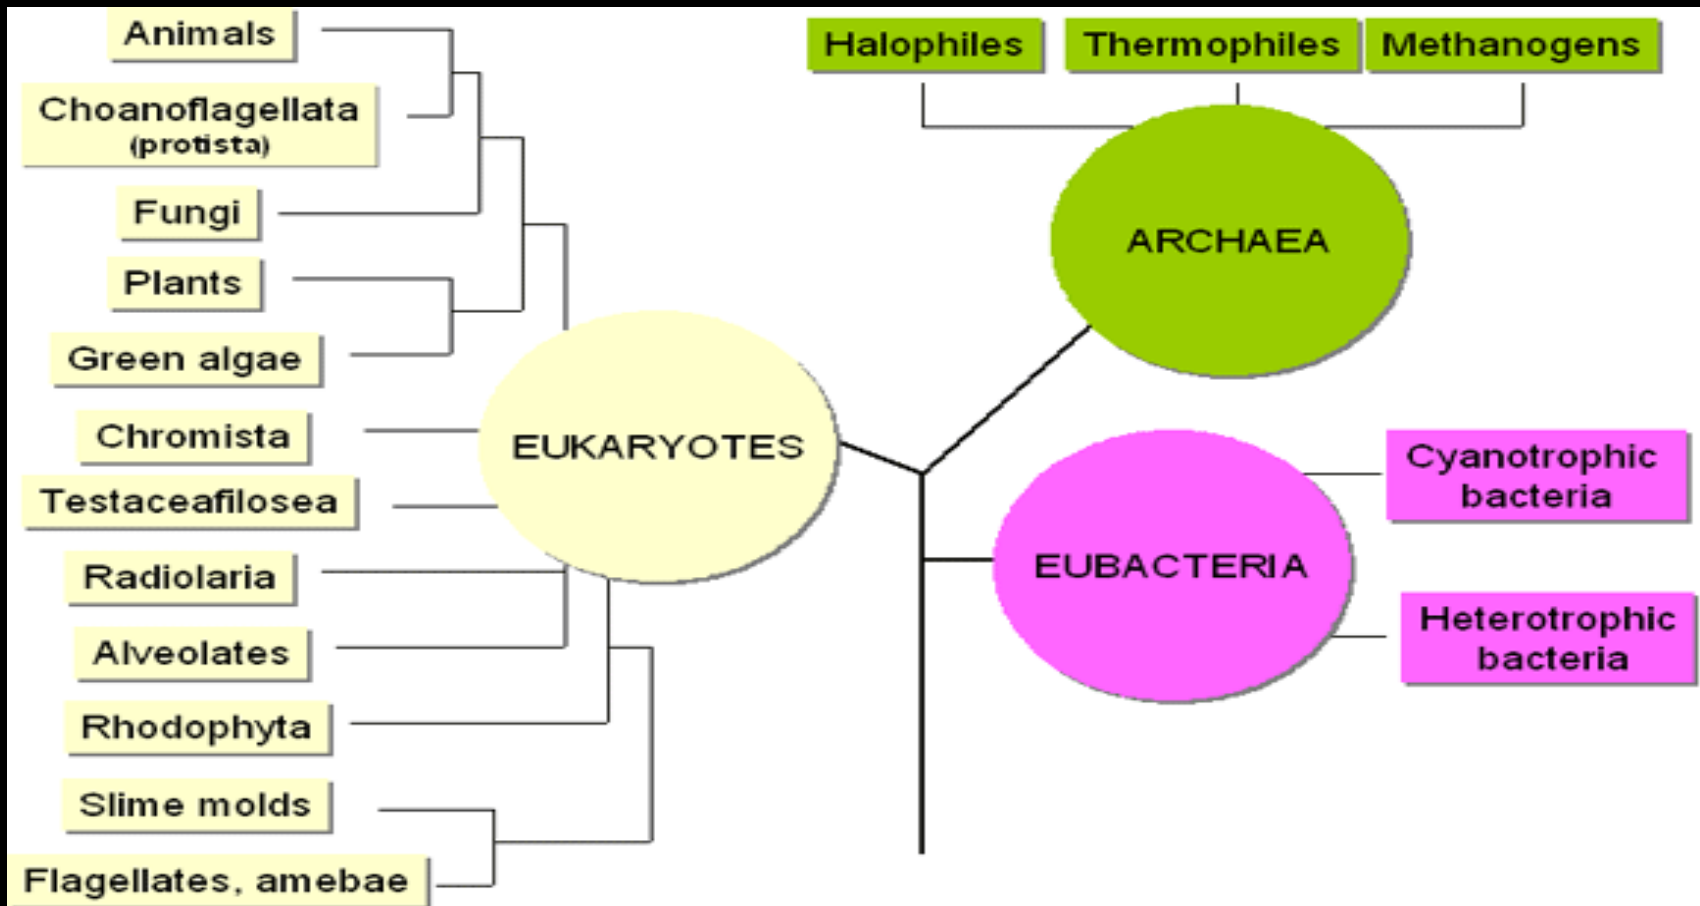 Animals
Choanoflagellata
(protista)
Fungi
Plants
Green algae
Chromista
Testaceafilosea
Radiolaria
Alveolates
Rhodophyta
Slime molds
Flagellates, amebae
EUKARYOTES
Halophiles
Thermophiles
Methanogens
ARCHAEA
EUBACTERIA
Cyanotrophic
bacteria
Heterotrophic
bacteria